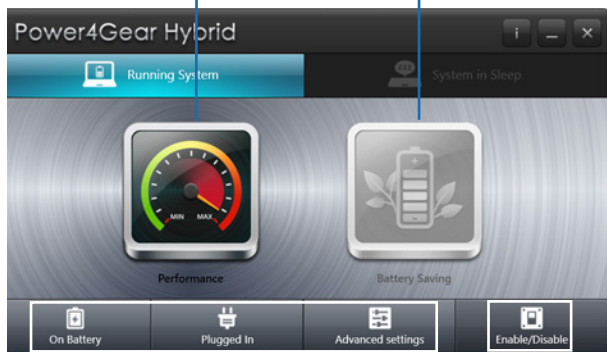 Power4Gear Hybrid
Running System
System in Sleep
MIN MAX
Performance
Battery Saving
On Battery
Plugged In
Advanced settings
Enable/Disable